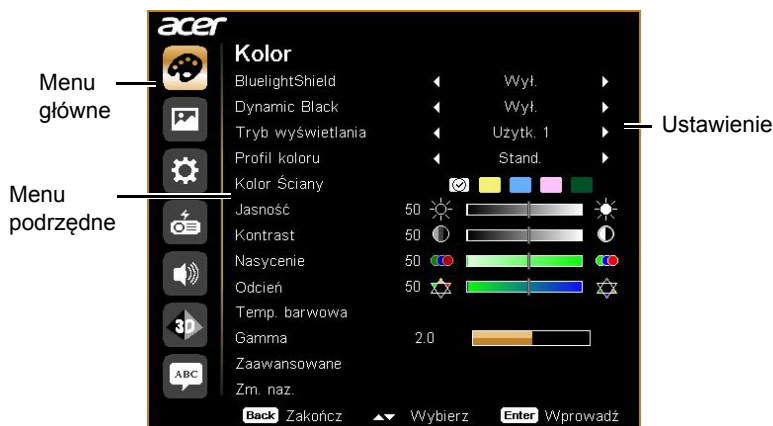 acer
Kolor
BluelightShield Wył.
Dynamic Black Wył.
Tryb wyświetlania Użytk. 1
Profil koloru Stand.
Kolor Ściany
Jasność 50
Kontrast 50
Nasycenie 50
Odcień 50
Temp. barwowa
Gamma 2.0
Zaawansowane
Zm. naz.
Back Zakończ Wybierz Enter Wprowadź
3D
ABC
Menu
główne
Menu
podrzędne
Ustawienie